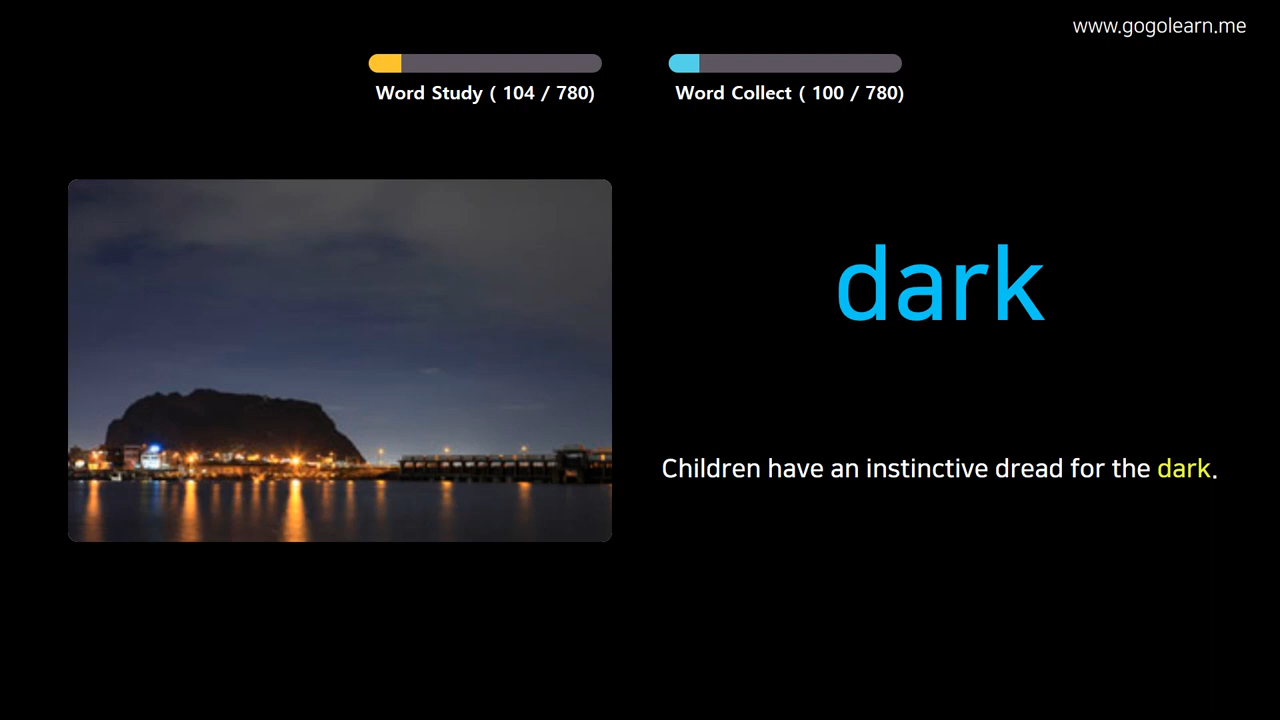 www.gogolearn.me
Word Study ( 104 / 780)
Word Collect ( 100 / 780)
dark
Children have an instinctive dread for the dark.